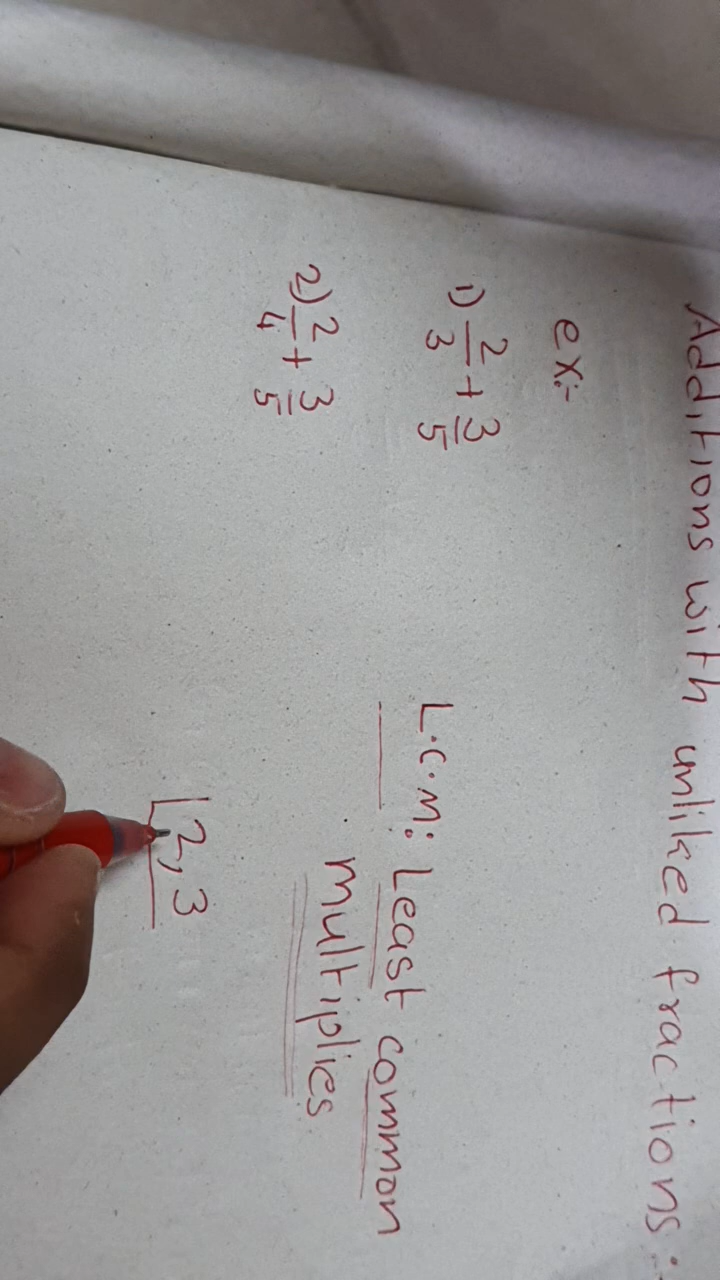 Additions with unliked fractions:-
ex:-
1) 2/3 + 3/5
L.C.M: Least common
multiplies
2) 2/4 + 3/5
2,3